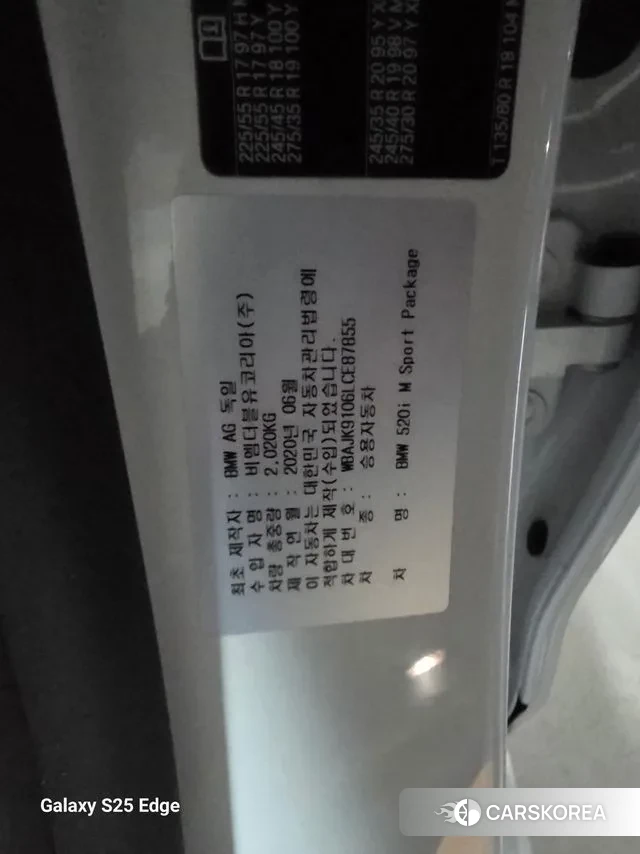 225/55 R 17 97 H
225/55 R 17 97 Y
245/45 R 18 100 Y
275/35 R 19 100 Y
245/35 R 20 95 Y
245/40 R 19 98 V
275/30 R 20 97 Y
T 135/80 R 18 104
최초 제작자 : BMW AG 독일
수 입 자 명 : 비엠더블유코리아(주)
차량 총중량 : 2.020KG
제 작 연 월 : 2020년 06월
이 자동차는 대한민국 자동차관리법령에
적합하게 제작(수입)되었습니다.
차 대 번 호 : WBAJK9106LCE87855
차 종 : 승용자동차
차 명 : BMW 520i M Sport Package
Galaxy S25 Edge
CARSKOREA